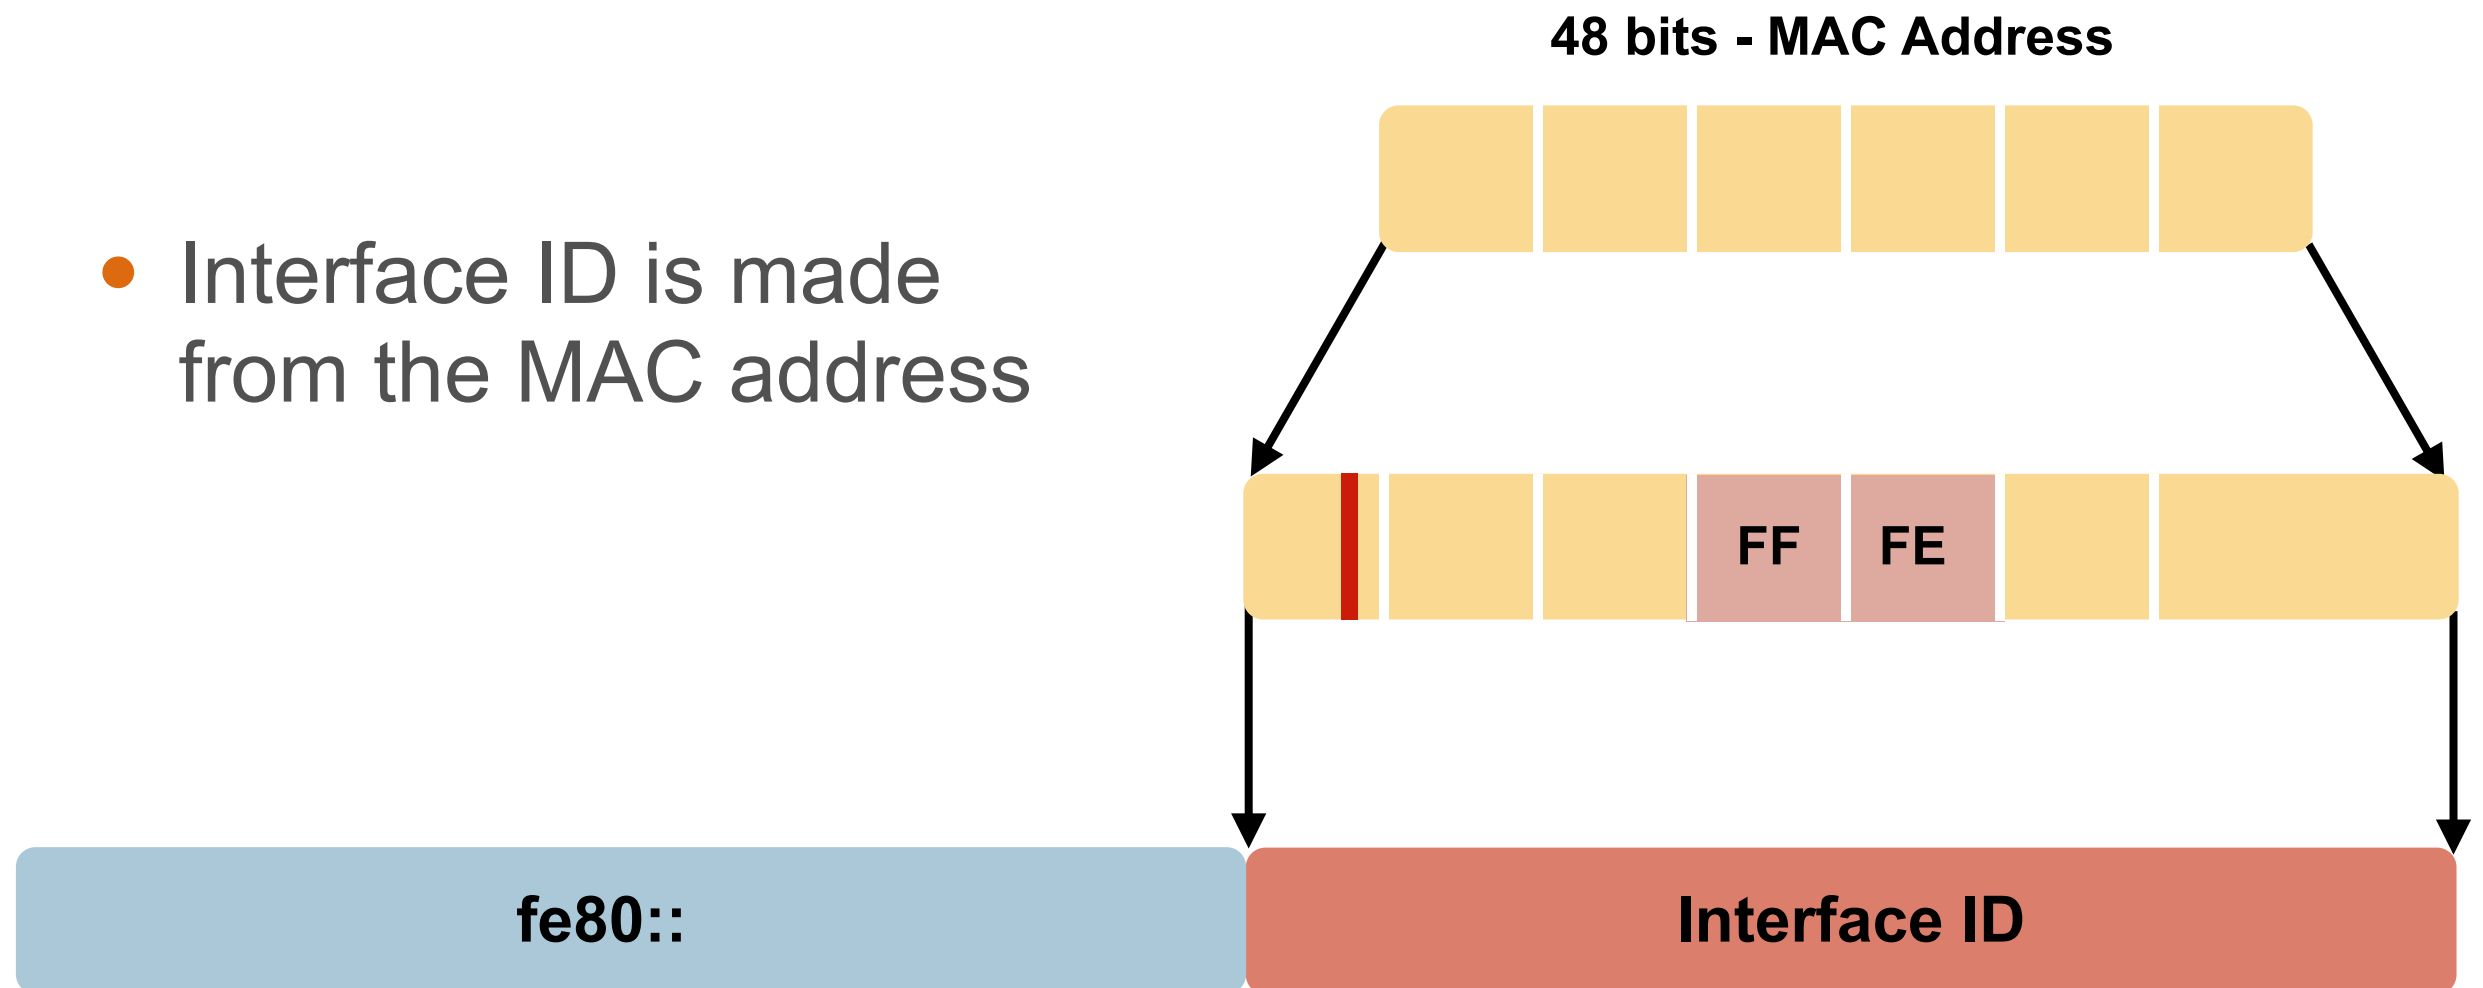 48 bits - MAC Address
• Interface ID is made
from the MAC address
FF FE
fe80:: Interface ID